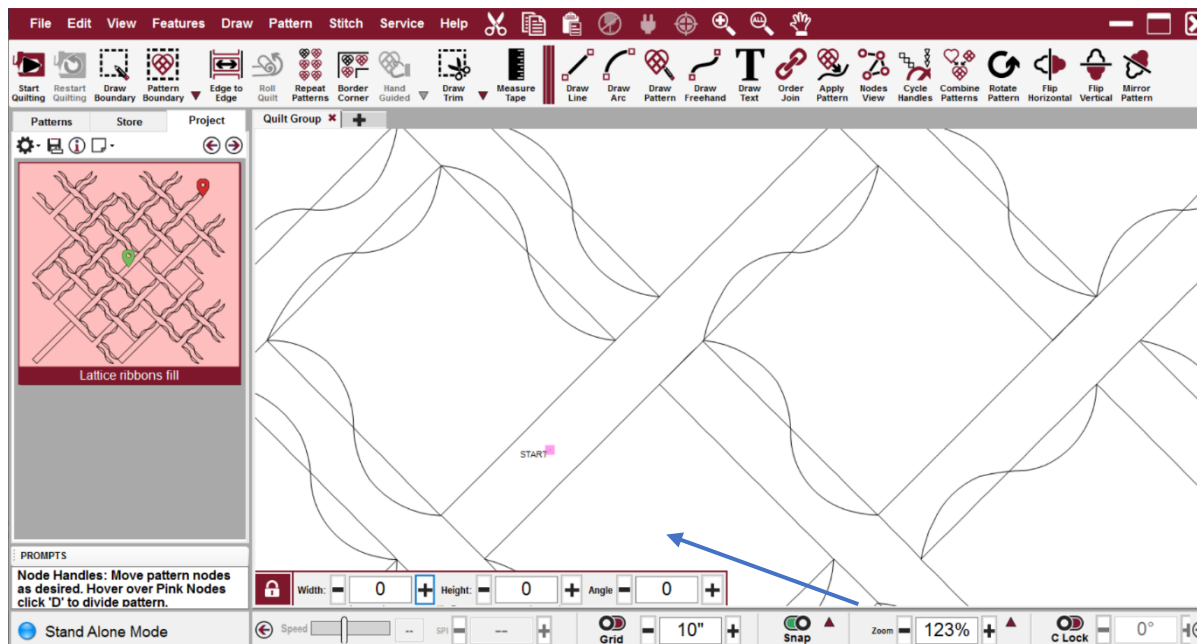 File Edit View Features Draw Pattern Stitch Service Help
ALL
Start Quilting
Restart Quilting
Draw Boundary
Pattern Boundary
Edge to Edge
Roll Quilt
Repeat Patterns
Border Corner
Hand Guided
Draw Trim
Measure Tape
Draw Line
Draw Arc
Draw Pattern
Draw Freehand
T
Draw Text
Order Join
Apply Pattern
Nodes View
Cycle Handles
Combine Patterns
Rotate Pattern
Flip Horizontal
Flip Vertical
Mirror Pattern
Patterns Store Project
Quilt Group
Lattice ribbons fill
START
PROMPTS
Node Handles: Move pattern nodes
as desired. Hover over Pink Nodes
click 'D' to divide pattern.
Width: 0 Height: 0 Angle 0
Stand Alone Mode
Speed -- SPI -- Grid 10" Snap Zoom 123% C Lock 0°